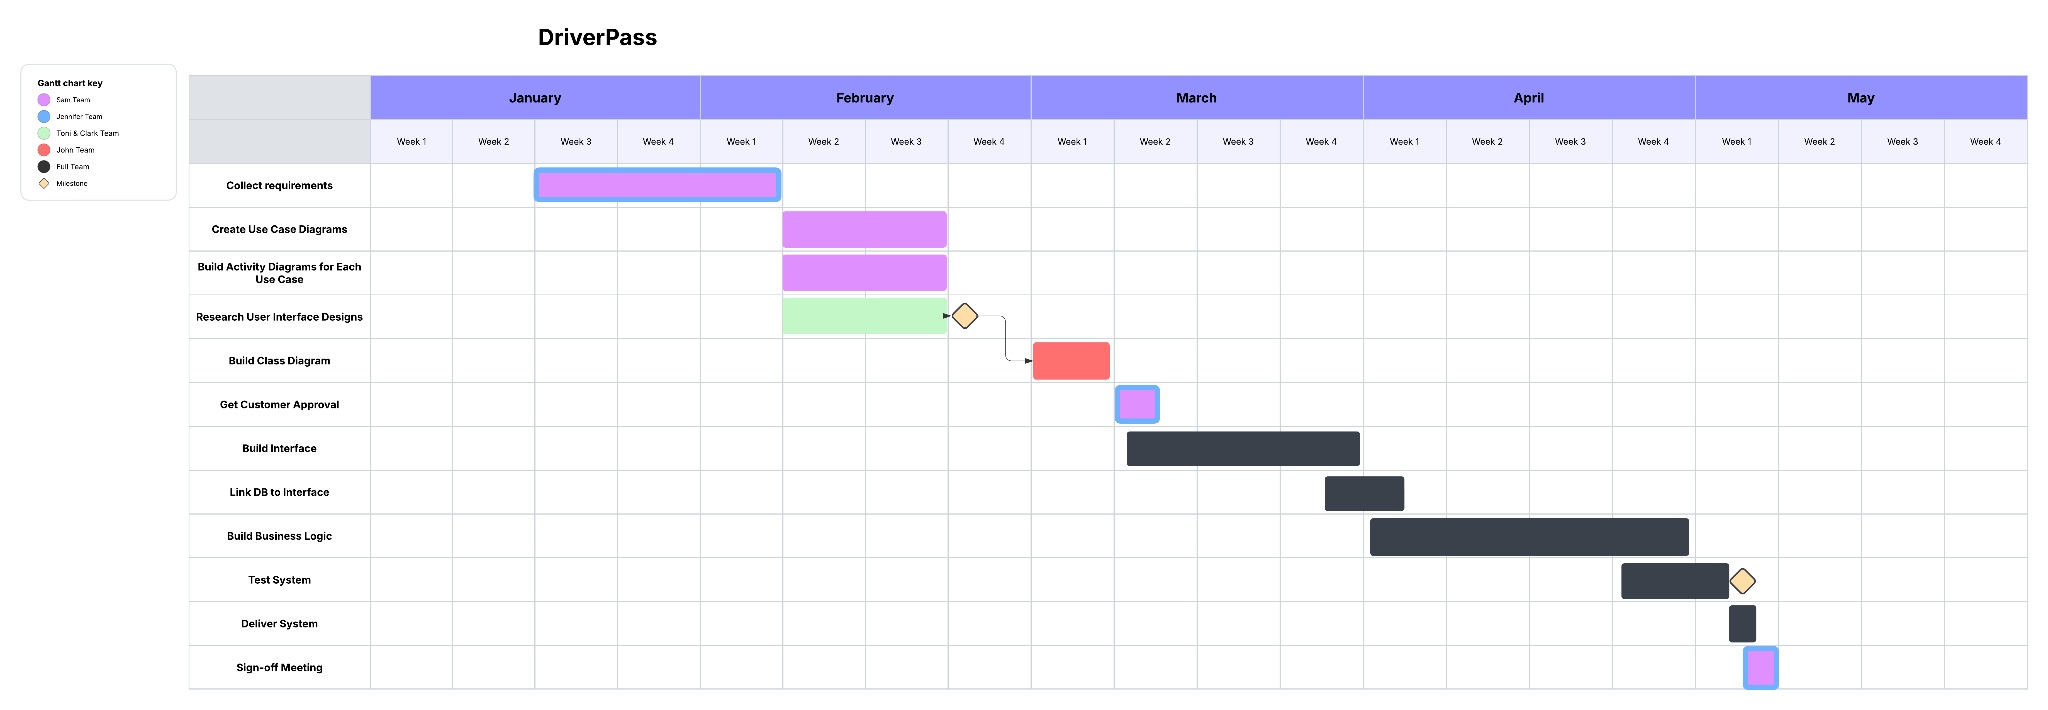 DriverPass
Gantt chart key
Sam Team
Jennifer Team
Toni & Clark Team
John Team
Full Team
Milestone
January February March April May
Week 1 Week 2 Week 3 Week 4 Week 1 Week 2 Week 3 Week 4 Week 1 Week 2 Week 3 Week 4 Week 1 Week 2 Week 3 Week 4 Week 1 Week 2 Week 3 Week 4
Collect requirements
Create Use Case Diagrams
Build Activity Diagrams for Each
Use Case
Research User Interface Designs
Build Class Diagram
Get Customer Approval
Build Interface
Link DB to Interface
Build Business Logic
Test System
Deliver System
Sign-off Meeting